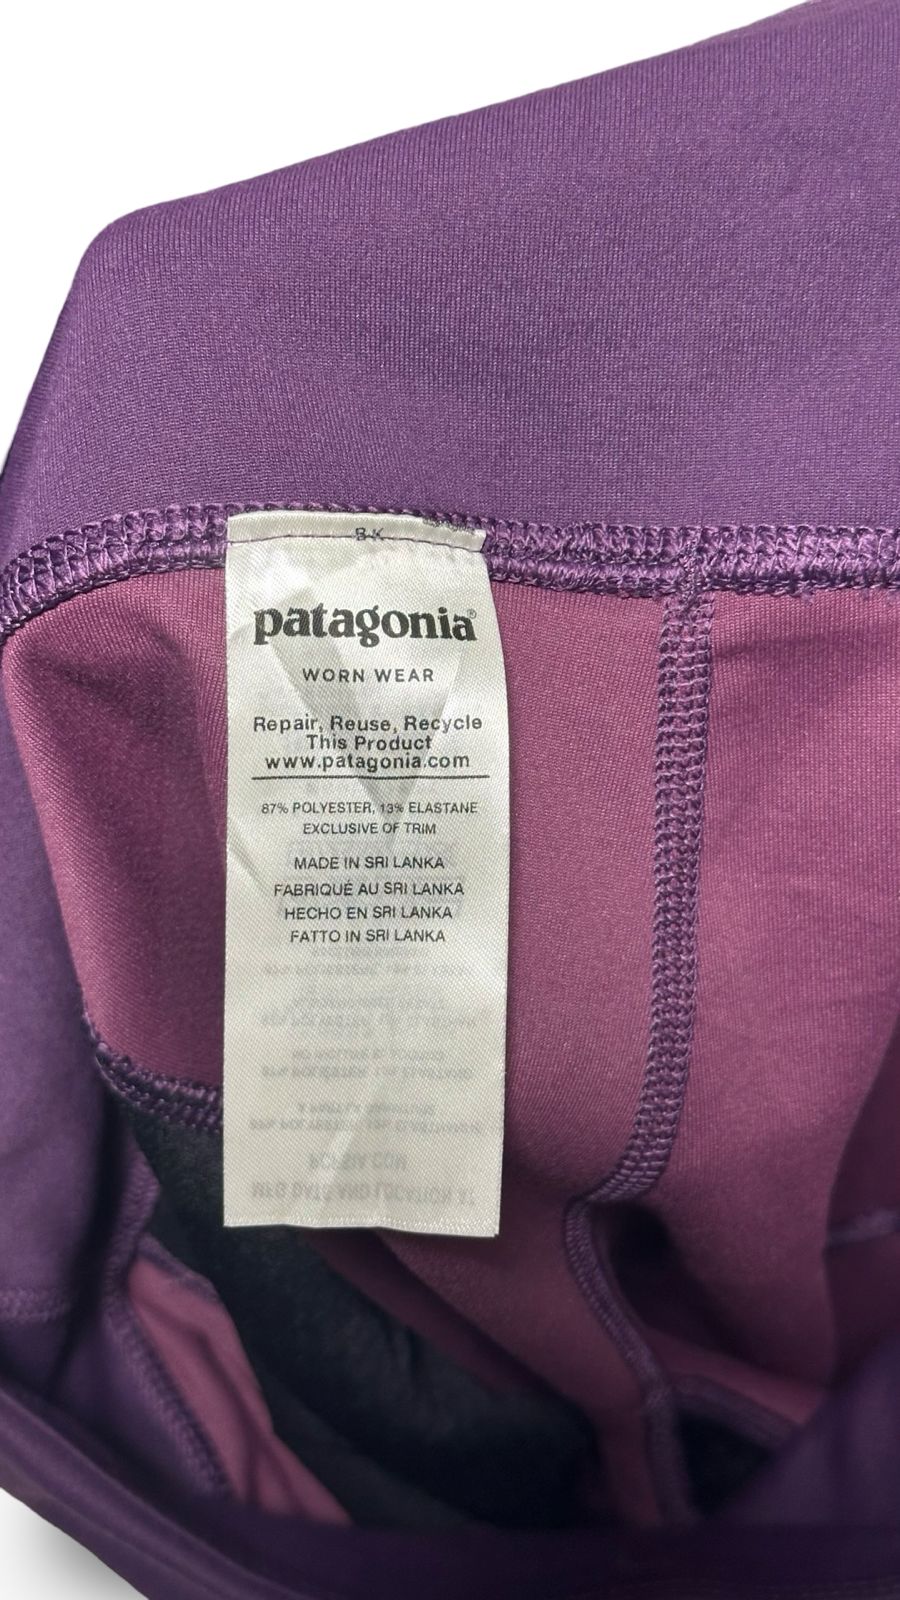 8-K
patagonia®
WORN WEAR
Repair, Reuse, Recycle
This Product
www.patagonia.com
87% POLYESTER, 13% ELASTANE
EXCLUSIVE OF TRIM
MADE IN SRI LANKA
FABRIQUÉ AU SRI LANKA
HECHO EN SRI LANKA
FATTO IN SRI LANKA